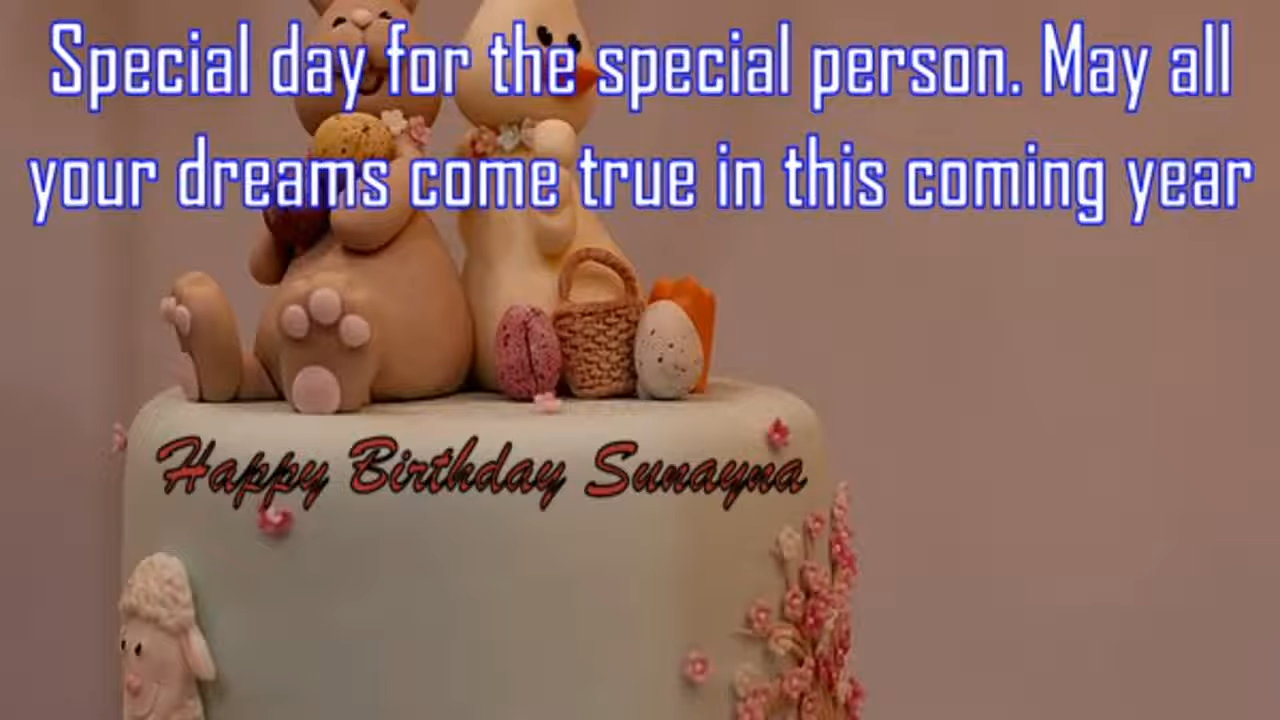 Special day for the special person. May all
your dreams come true in this coming year
Happy Birthday Sunayna